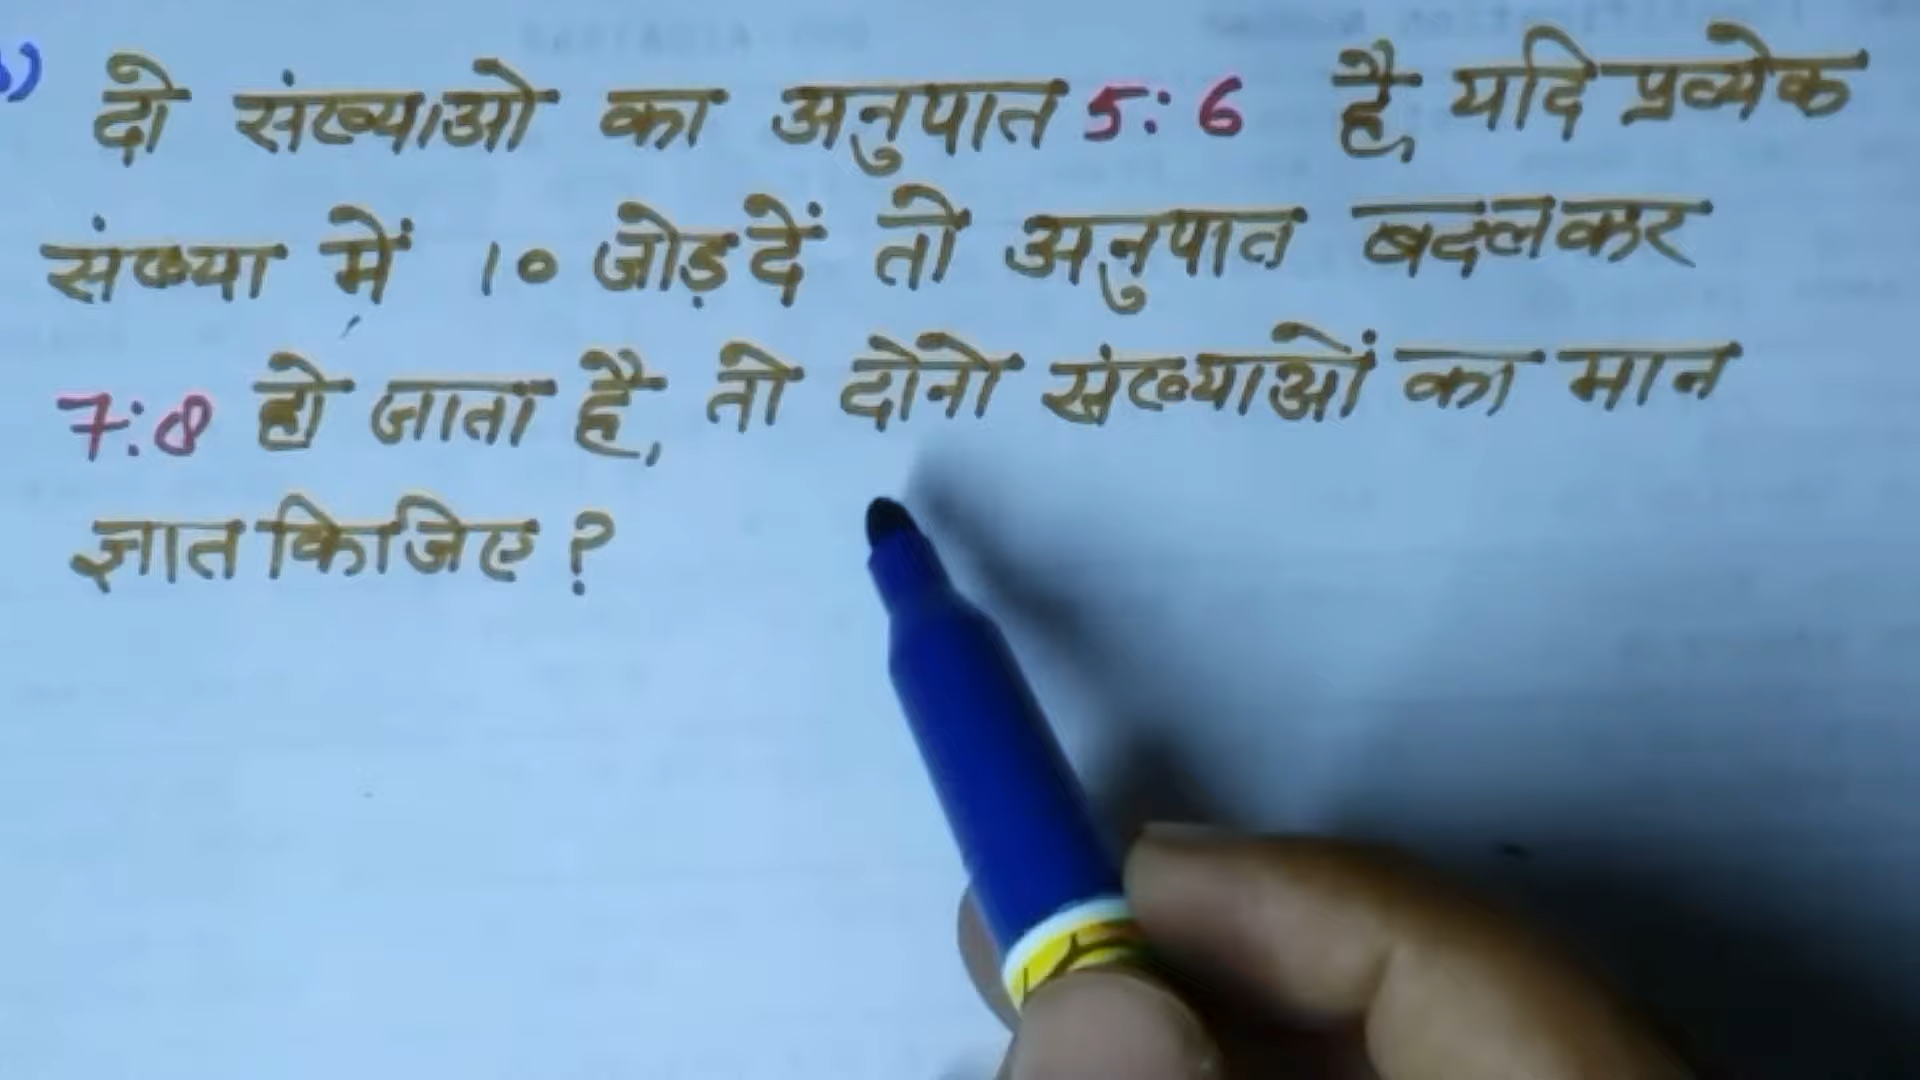 दो संख्याओ का अनुपात 5:6 है, यदि प्रत्येक
संख्या में 10 जोड़ दें तो अनुपात बदलकर
7:8 हो जाता है, तो दोनो संख्याओं का मान
ज्ञात किजिए?